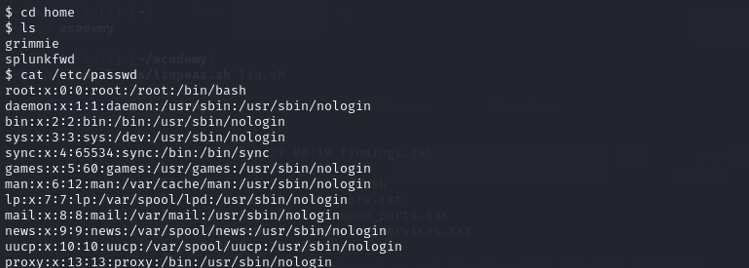 $ cd home
$ ls
grimmie
splunkfwd
$ cat /etc/passwd
root:x:0:0:root:/root:/bin/bash
daemon:x:1:1:daemon:/usr/sbin:/usr/sbin/nologin
bin:x:2:2:bin:/bin:/usr/sbin/nologin
sys:x:3:3:sys:/dev:/usr/sbin/nologin
sync:x:4:65534:sync:/bin:/bin/sync
games:x:5:60:games:/usr/games:/usr/sbin/nologin
man:x:6:12:man:/var/cache/man:/usr/sbin/nologin
lp:x:7:7:lp:/var/spool/lpd:/usr/sbin/nologin
mail:x:8:8:mail:/var/mail:/usr/sbin/nologin
news:x:9:9:news:/var/spool/news:/usr/sbin/nologin
uucp:x:10:10:uucp:/var/spool/uucp:/usr/sbin/nologin
proxy:x:13:13:proxy:/bin:/usr/sbin/nologin